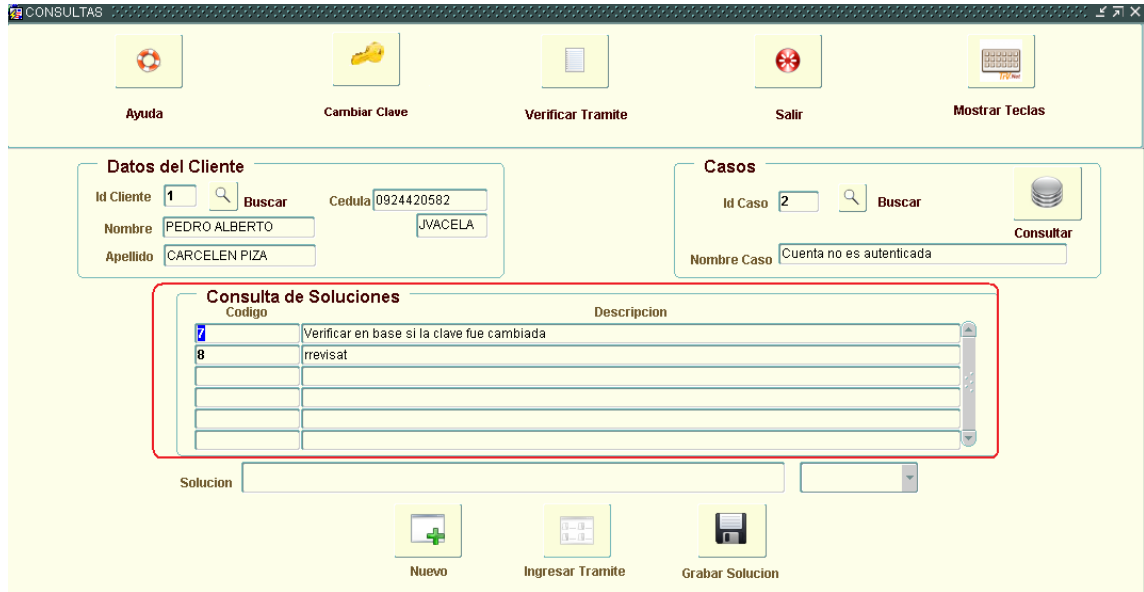 CONSULTAS
Ayuda
Cambiar Clave
Verificar Tramite
Salir
Mostrar Teclas
Datos del Cliente
Id Cliente 1 Buscar Cedula 0924420582
Nombre PEDRO ALBERTO JVACELA
Apellido CARCELEN PIZA
Casos
Id Caso 2 Buscar
Consultar
Nombre Caso Cuenta no es autenticada
Consulta de Soluciones
Codigo Descripcion
7 Verificar en base si la clave fue cambiada
8 rrevisat
Solucion
Nuevo
Ingresar Tramite
Grabar Solucion